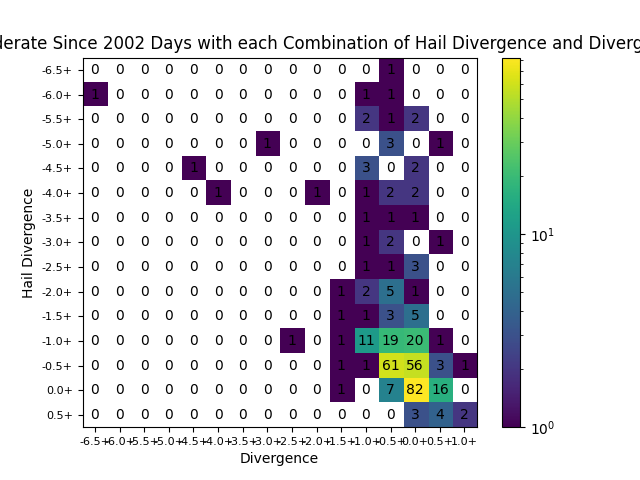 derate Since 2002 Days with each Combination of Hail Divergence and Diverg
-6.5+ 0 0 0 0 0 0 0 0 0 0 0 0 1 0 0 0
-6.0+ 1 0 0 0 0 0 0 0 0 0 0 1 1 0 0 0
-5.5+ 0 0 0 0 0 0 0 0 0 0 0 2 1 2 0 0
-5.0+ 0 0 0 0 0 0 0 1 0 0 0 0 3 0 1 0
-4.5+ 0 0 0 0 1 0 0 0 0 0 0 3 0 2 0 0
-4.0+ 0 0 0 0 0 1 0 0 0 1 0 1 2 2 0 0
-3.5+ 0 0 0 0 0 0 0 0 0 0 0 1 1 1 0 0
-3.0+ 0 0 0 0 0 0 0 0 0 0 0 1 2 0 1 0
-2.5+ 0 0 0 0 0 0 0 0 0 0 0 1 1 3 0 0
-2.0+ 0 0 0 0 0 0 0 0 0 0 1 2 5 1 0 0
-1.5+ 0 0 0 0 0 0 0 0 0 0 1 1 3 5 0 0
-1.0+ 0 0 0 0 0 0 0 0 1 0 1 11 19 20 1 0
-0.5+ 0 0 0 0 0 0 0 0 0 0 1 1 61 56 3 1
0.0+ 0 0 0 0 0 0 0 0 0 0 1 0 7 82 16 0
0.5+ 0 0 0 0 0 0 0 0 0 0 0 0 0 3 4 2
-6.5+ -6.0+ -5.5+ -5.0+ -4.5+ -4.0+ -3.5+ -3.0+ -2.5+ -2.0+ -1.5+ -1.0+ -0.5+ 0.0+ 0.5+ 1.0+
Divergence
Hail Divergence
10¹
10⁰